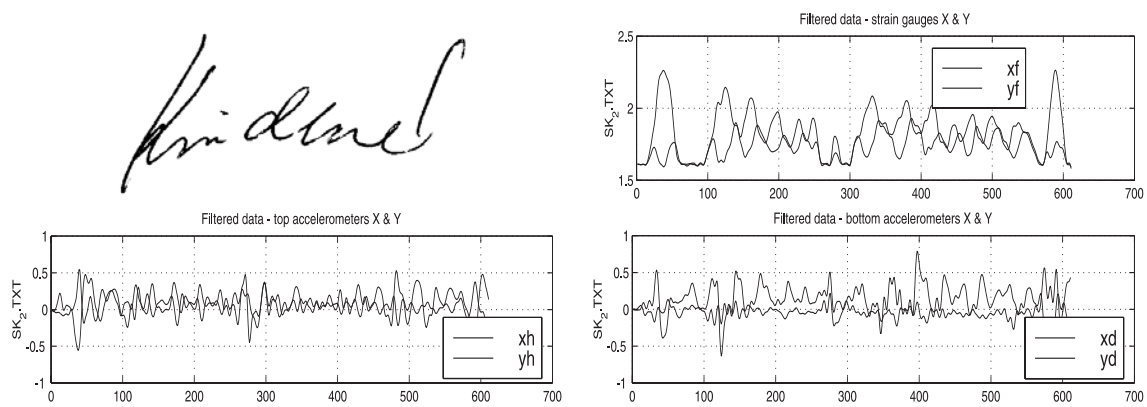 Filtered data - strain gauges X & Y
2.5
2
1.5
SK₂.TXT
xf
yf
0 100 200 300 400 500 600 700
Filtered data - top accelerometers X & Y
1
0.5
0
-0.5
-1
SK₂.TXT
xh
yh
0 100 200 300 400 500 600 700
Filtered data - bottom accelerometers X & Y
1
0.5
0
-0.5
-1
SK₂.TXT
xd
yd
0 100 200 300 400 500 600 700